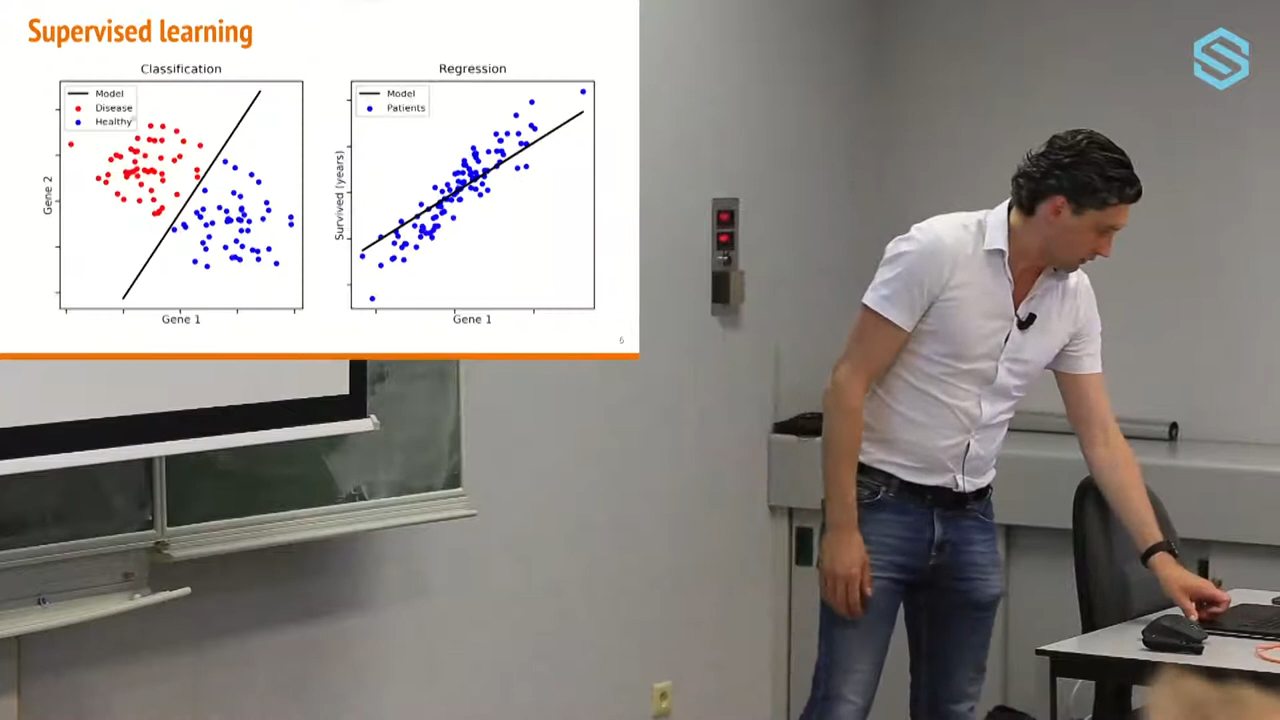 Supervised learning
Classification
Model
Disease
Healthy
Gene 2
Gene 1
Regression
Model
Patients
Survived (years)
Gene 1
6